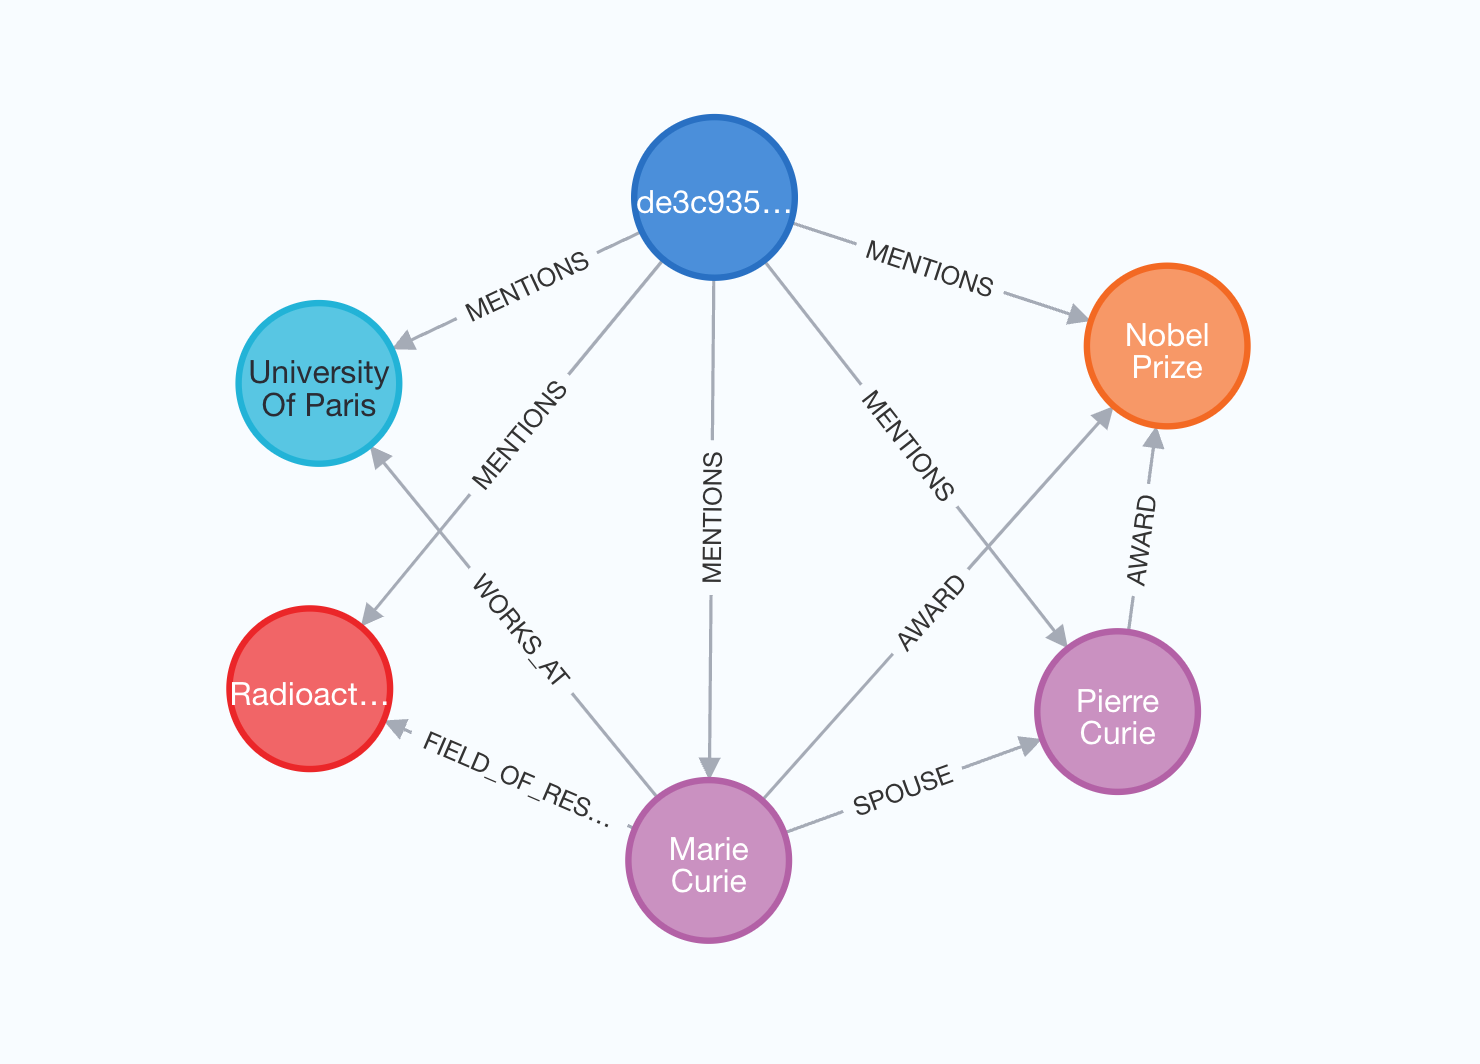 de3c935...
MENTIONS
MENTIONS
Nobel
Prize
University
Of Paris
MENTIONS
MENTIONS
MENTIONS
AWARD
WORKS_AT
AWARD
Radioact...
Pierre
Curie
FIELD_OF_RES...
SPOUSE
Marie
Curie